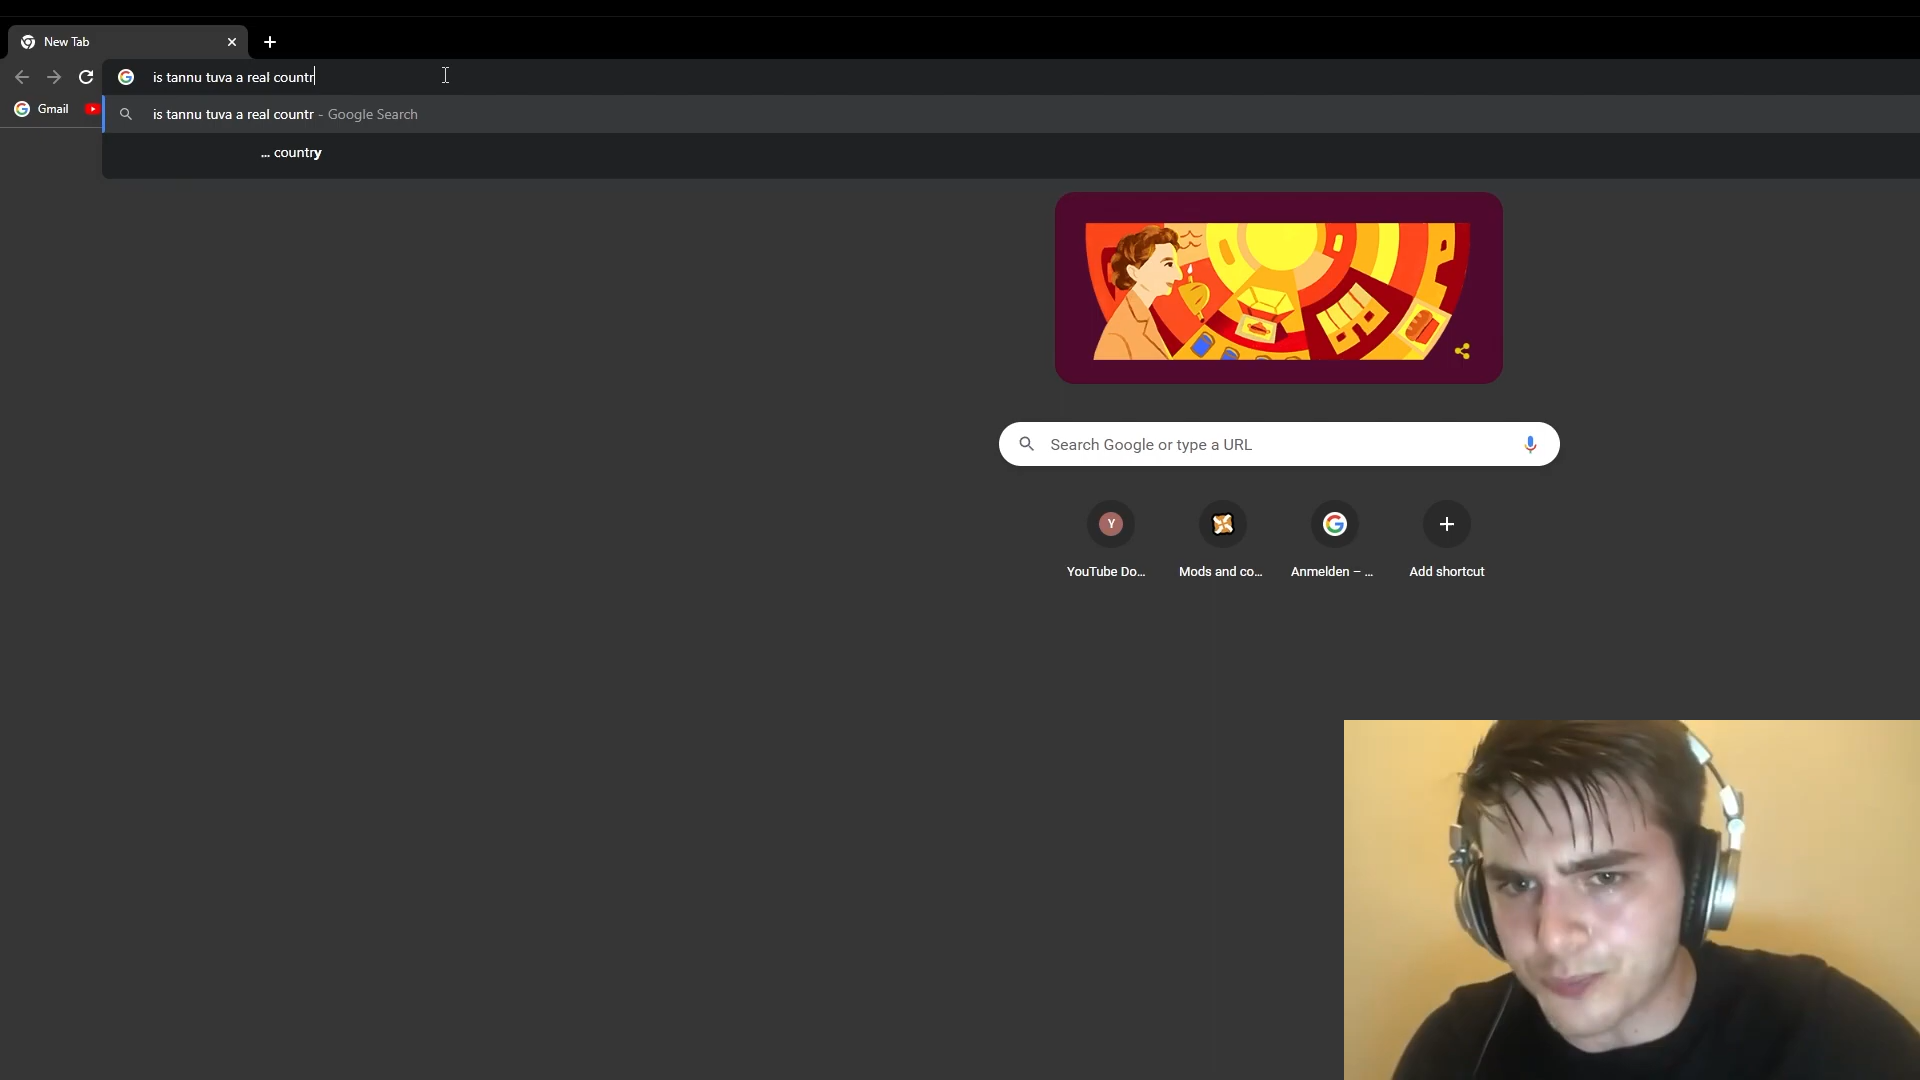 New Tab
is tannu tuva a real countr
Gmail
is tannu tuva a real countr - Google Search
... country
Search Google or type a URL
Y
YouTube Do... Mods and co... Anmelden – ... Add shortcut